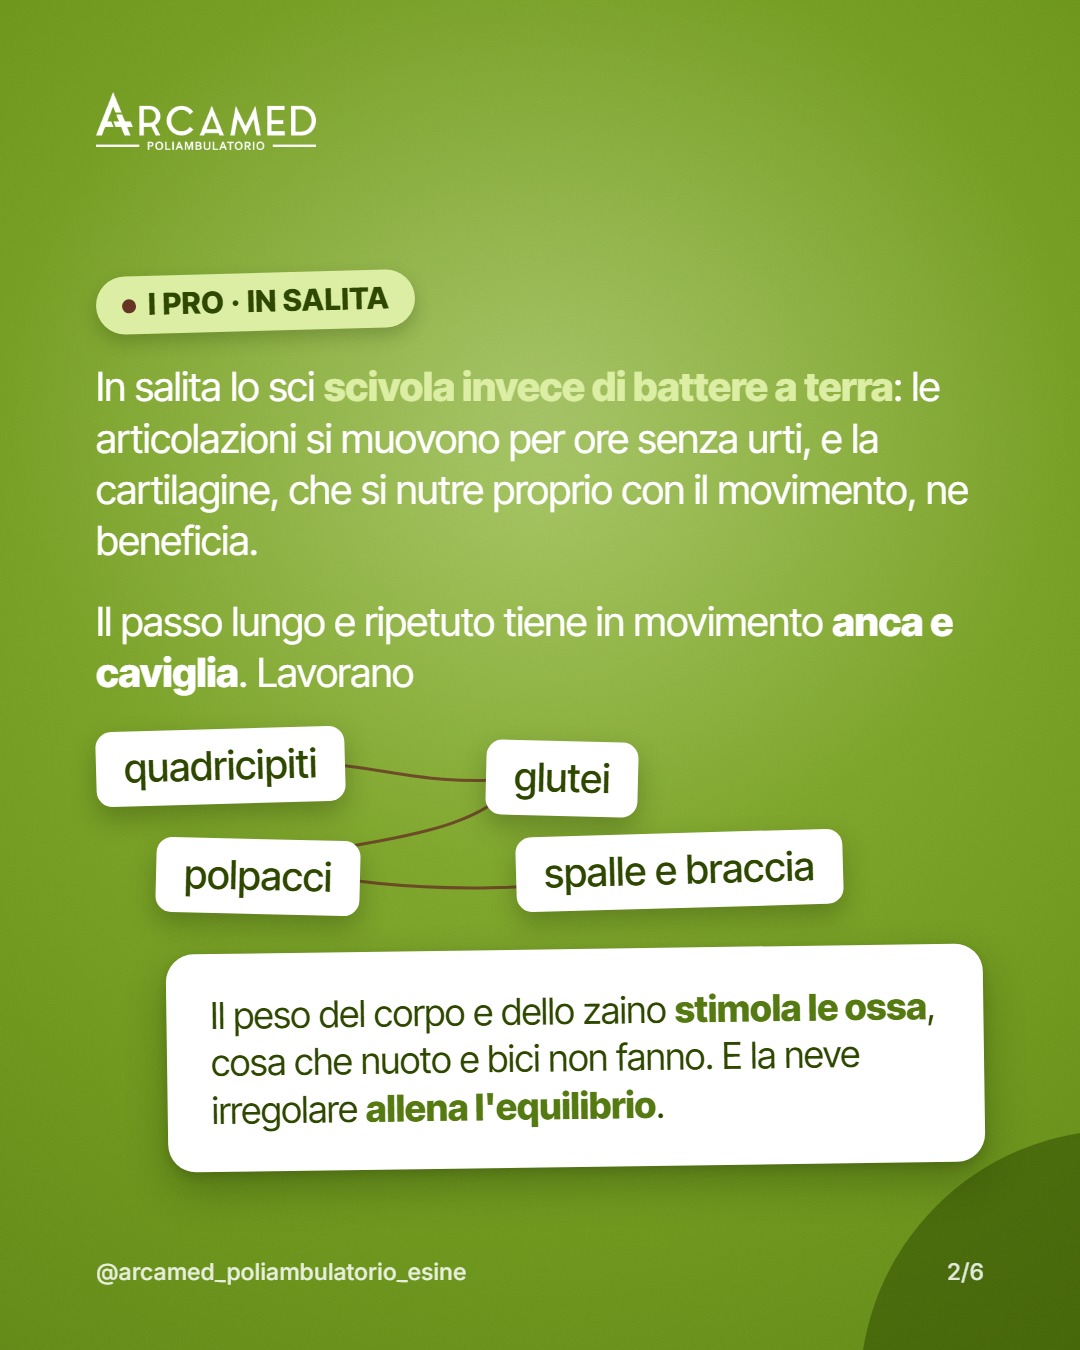 ARCAMED
POLIAMBULATORIO
I PRO · IN SALITA
In salita lo sci scivola invece di battere a terra: le
articolazioni si muovono per ore senza urti, e la
cartilagine, che si nutre proprio con il movimento, ne
beneficia.
Il passo lungo e ripetuto tiene in movimento anca e
caviglia. Lavorano
quadricipiti
glutei
polpacci
spalle e braccia
Il peso del corpo e dello zaino stimola le ossa,
cosa che nuoto e bici non fanno. E la neve
irregolare allena l'equilibrio.
@arcamed_poliambulatorio_esine
2/6